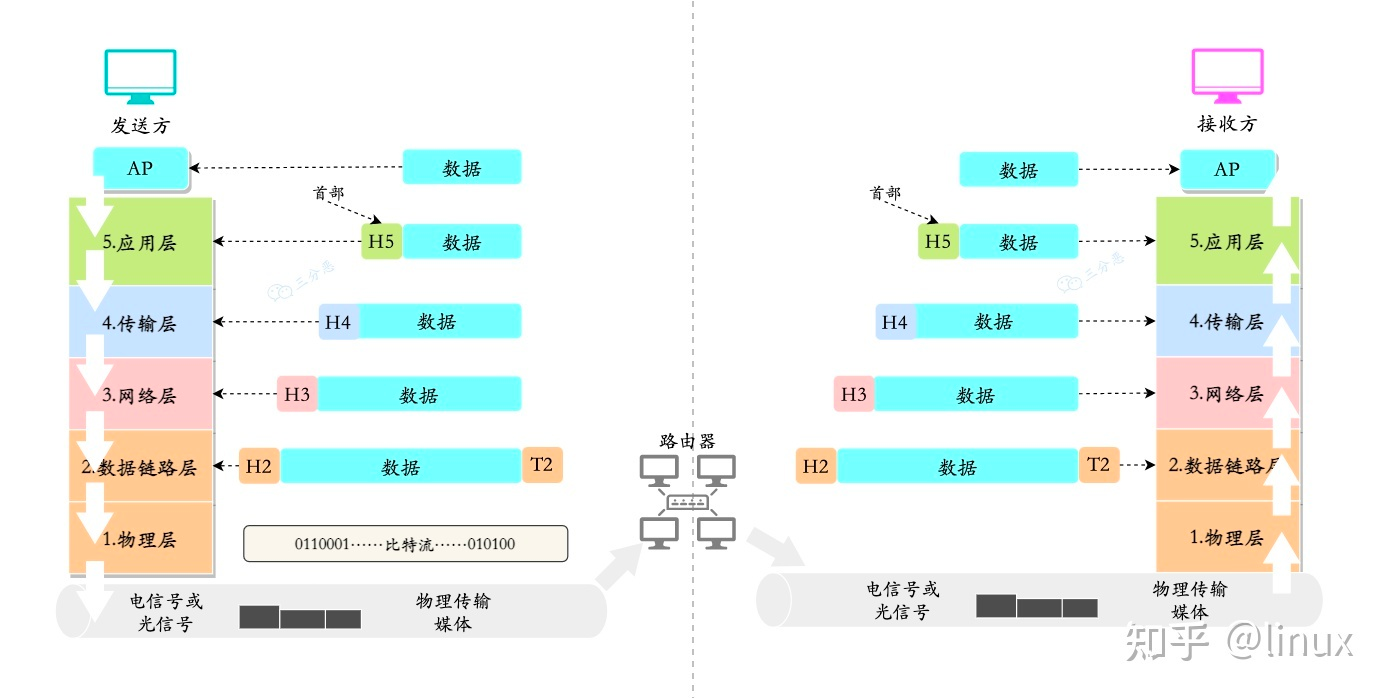 发送方
AP
数据
首部
5.应用层
H5
数据
三分恶
4.传输层
H4
数据
3.网络层
H3
数据
2.数据链路层
H2
数据
T2
1.物理层
0110001……比特流……010100
电信号或
光信号
物理传输
媒体
路由器
接收方
数据
AP
首部
H5
数据
5.应用层
三分恶
H4
数据
4.传输层
H3
数据
3.网络层
H2
数据
T2
2.数据链路层
1.物理层
电信号或
光信号
物理传输
媒体
知乎 @linux